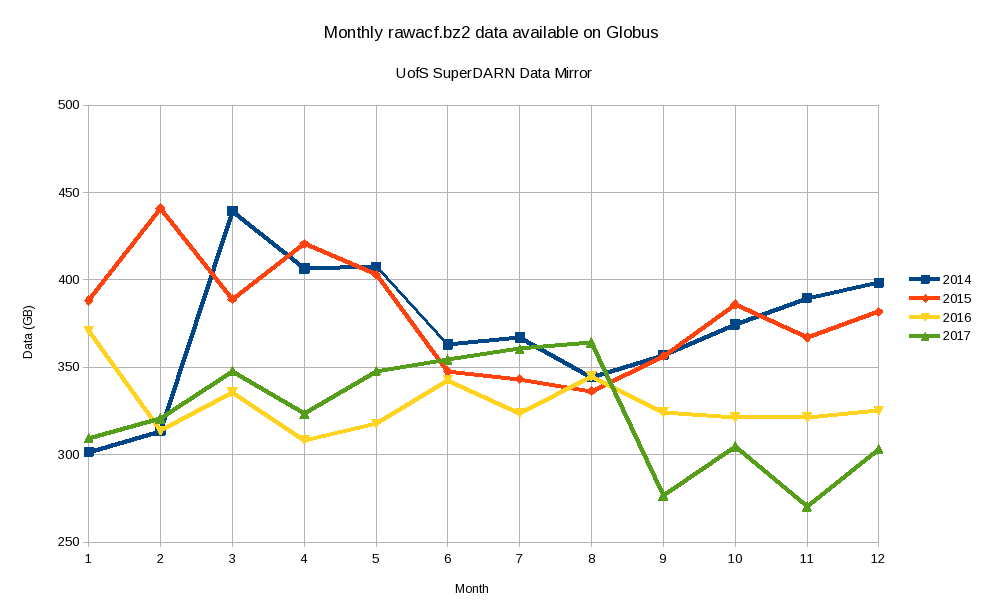 Monthly rawacf.bz2 data available on Globus
UofS SuperDARN Data Mirror
500
450
400
350
300
250
Data (GB)
1 2 3 4 5 6 7 8 9 10 11 12
Month
2014
2015
2016
2017